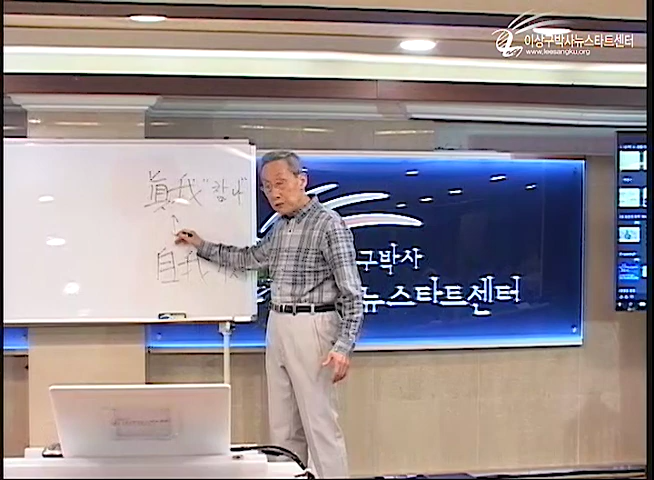 이상구박사뉴스타트센터
www.leesangku.org
眞我 "참나"
自我
구박사
뉴스타트센터